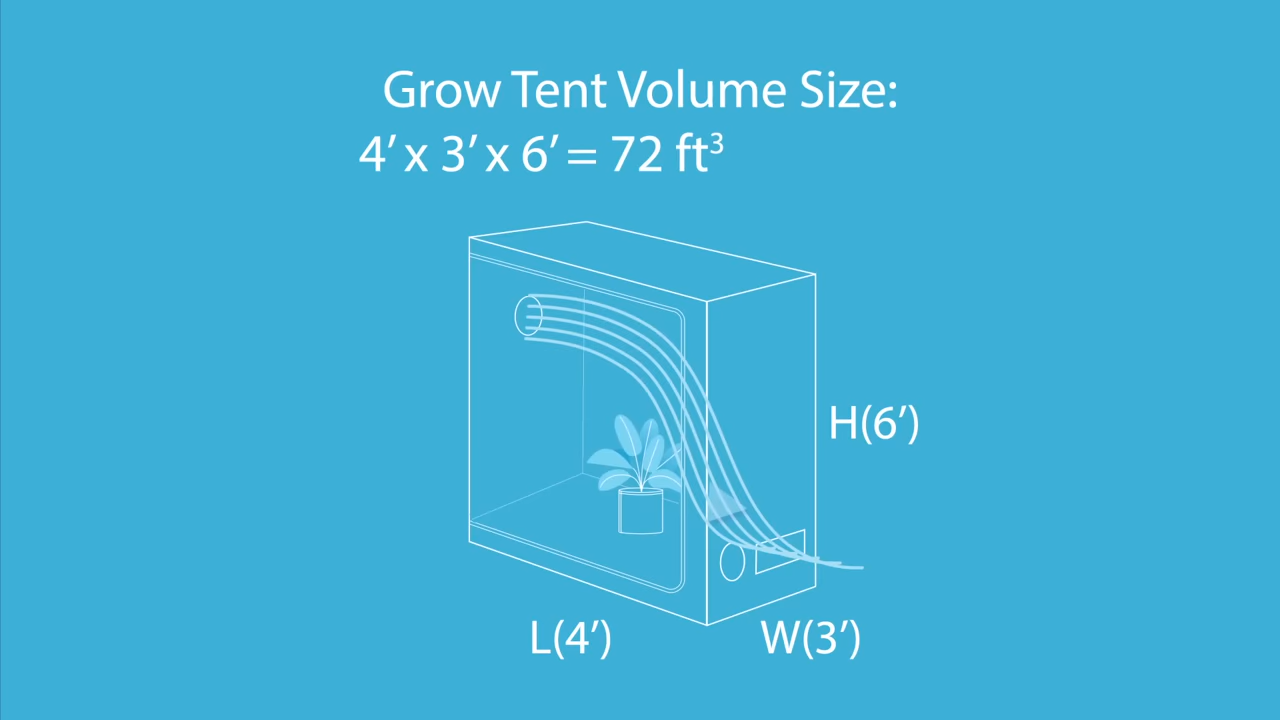 Grow Tent Volume Size:
4’ x 3’ x 6’ = 72 ft³
H(6’)
L(4’)
W(3’)